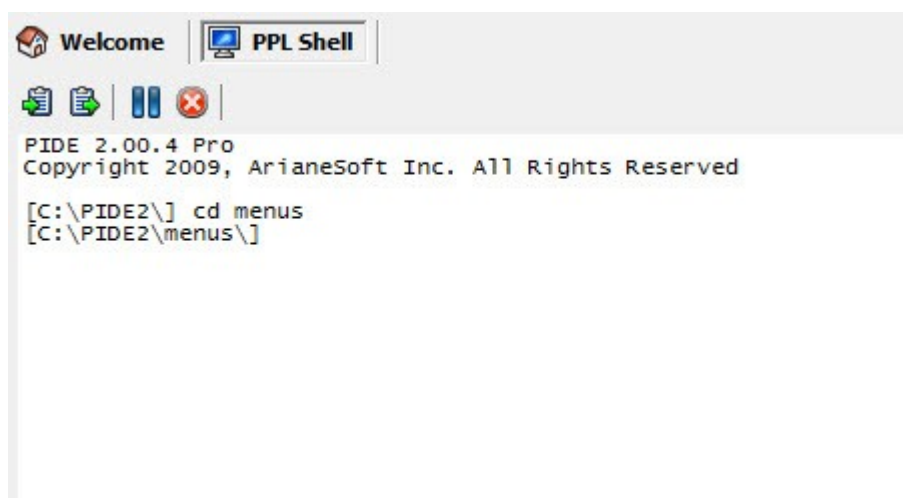 Welcome
PPL Shell
PIDE 2.00.4 Pro
Copyright 2009, ArianeSoft Inc. All Rights Reserved
[C:\PIDE2\] cd menus
[C:\PIDE2\menus\]